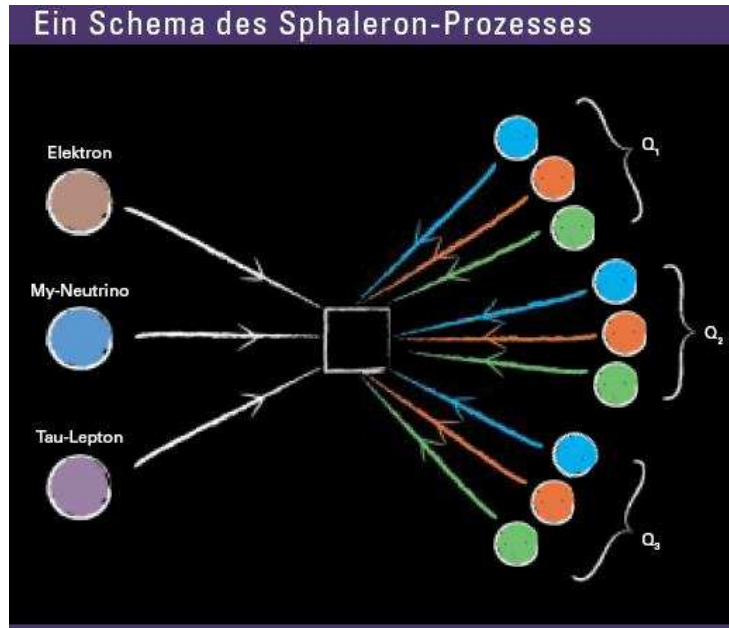 Ein Schema des Sphaleron-Prozesses
Elektron
Q₁
My-Neutrino
Q₂
Tau-Lepton
Q₃